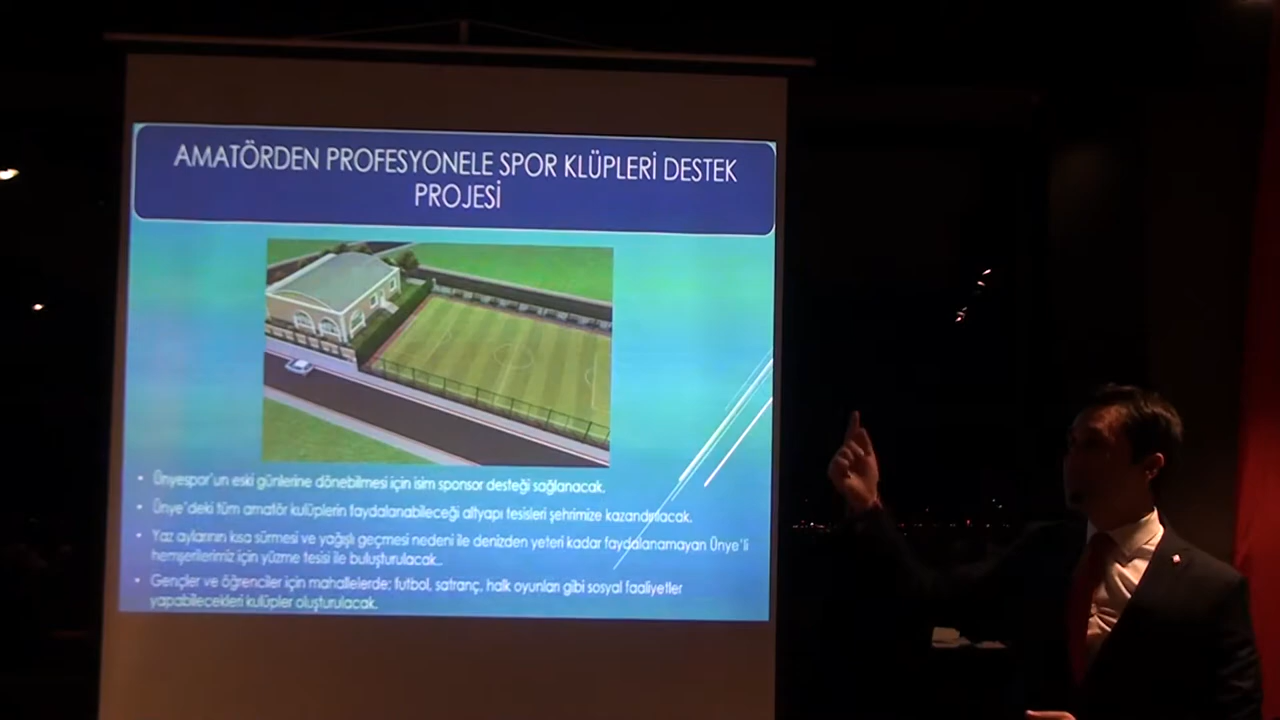 AMATÖRDEN PROFESYONELE SPOR KLÜPLERİ DESTEK
PROJESİ
• Ünyespor'un eski günlerine dönebilmesi için isim sponsor desteği sağlanacak.
• Ünye'deki tüm amatör kulüplerin faydalanabileceği altyapı tesisleri şehrimize kazandırılacak.
• Yaz aylarının kısa sürmesi ve yağışlı geçmesi nedeni ile denizden yeteri kadar faydalanamayan Ünye'li
hemşerilerimiz için yüzme tesisi ile buluşturulacak..
• Gençler ve öğrenciler için mahallelerde; futbol, satranç, halk oyunları gibi sosyal faaliyetler
yapabilecekleri kulüpler oluşturulacak.